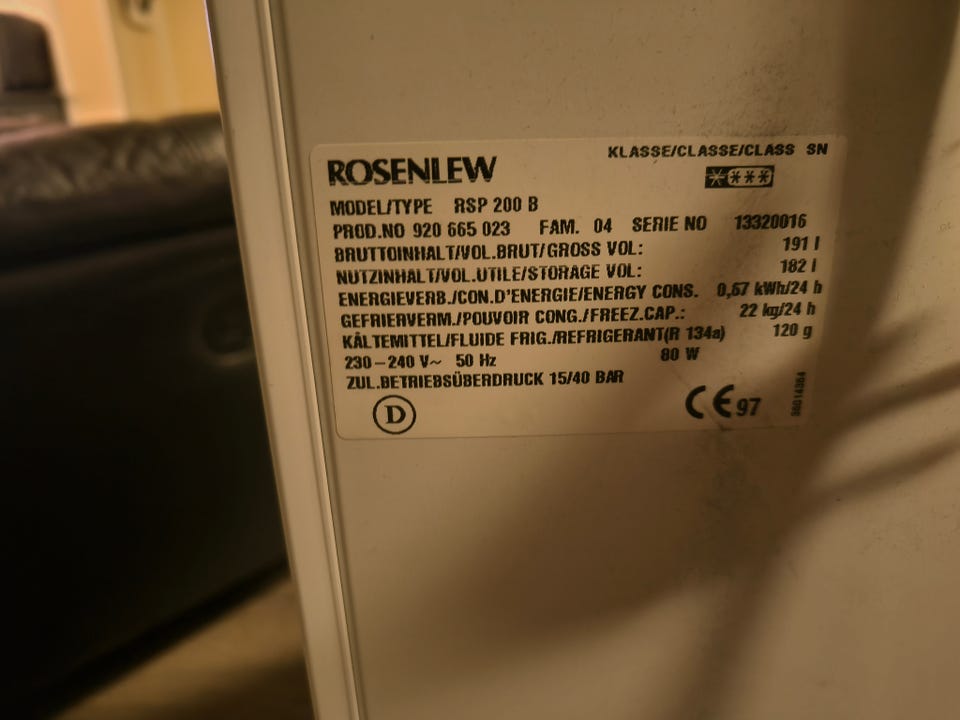 ROSENLEW
KLASSE/CLASSE/CLASS SN
MODEL/TYPE RSP 200 B
PROD.NO 920 665 023 FAM. 04 SERIE NO 13320016
BRUTTOINHALT/VOL.BRUT/GROSS VOL: 191 l
NUTZINHALT/VOL.UTILE/STORAGE VOL: 182 l
ENERGIEVERB./CON.D'ENERGIE/ENERGY CONS. 0,67 kWh/24 h
GEFRIERVERM./POUVOIR CONG./FREEZ.CAP.: 22 kg/24 h
KÄLTEMITTEL/FLUIDE FRIG./REFRIGERANT(R 134a) 120 g
230-240 V~ 50 Hz 80 W
ZUL.BETRIEBSÜBERDRUCK 15/40 BAR
D
CE 97